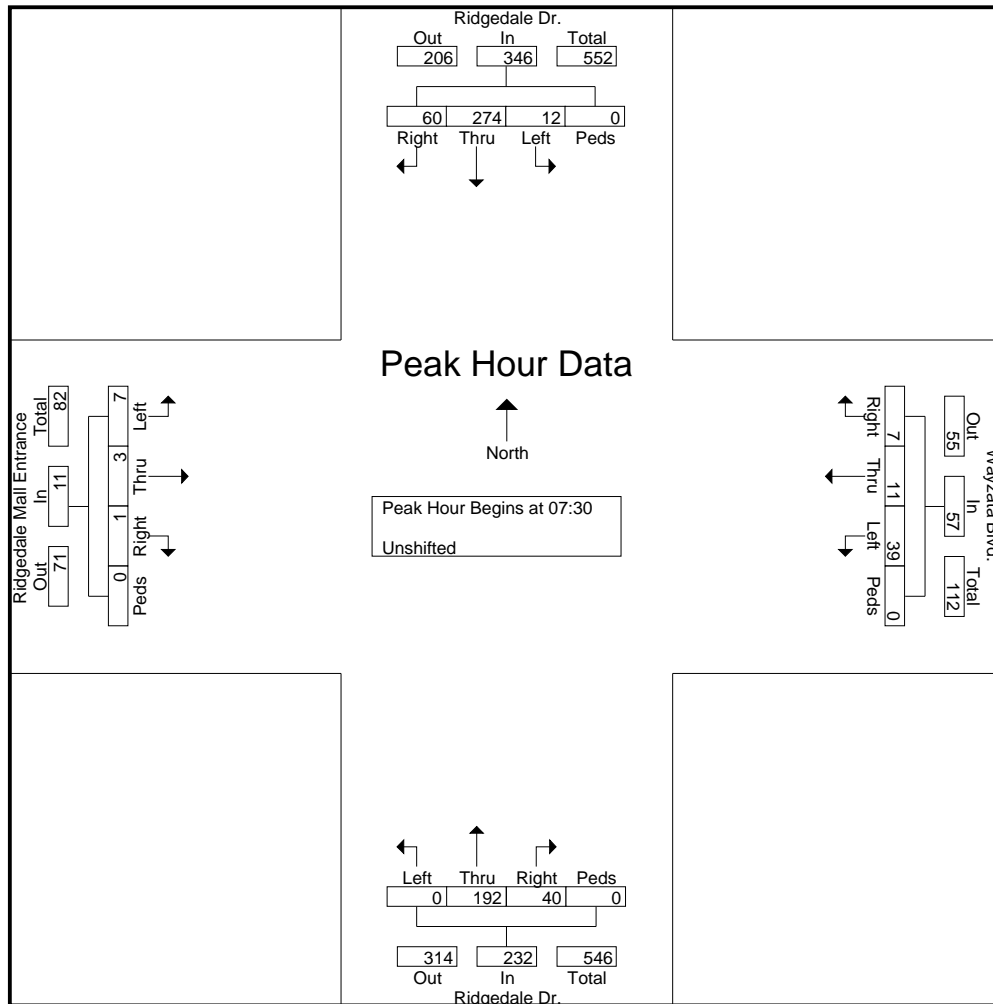 Ridgedale Dr.
Out In Total
206 346 552
60 274 12 0
Right Thru Left Peds
Peak Hour Data
North
Peak Hour Begins at 07:30
Unshifted
Ridgedale Mall Entrance
Out In Total
71 11 82
0 1 3 7
Peds Right Thru Left
Wayzata Blvd.
Out In Total
55 57 112
7 11 39 0
Right Thru Left Peds
Left Thru Right Peds
0 192 40 0
314 232 546
Out In Total
Ridgedale Dr.